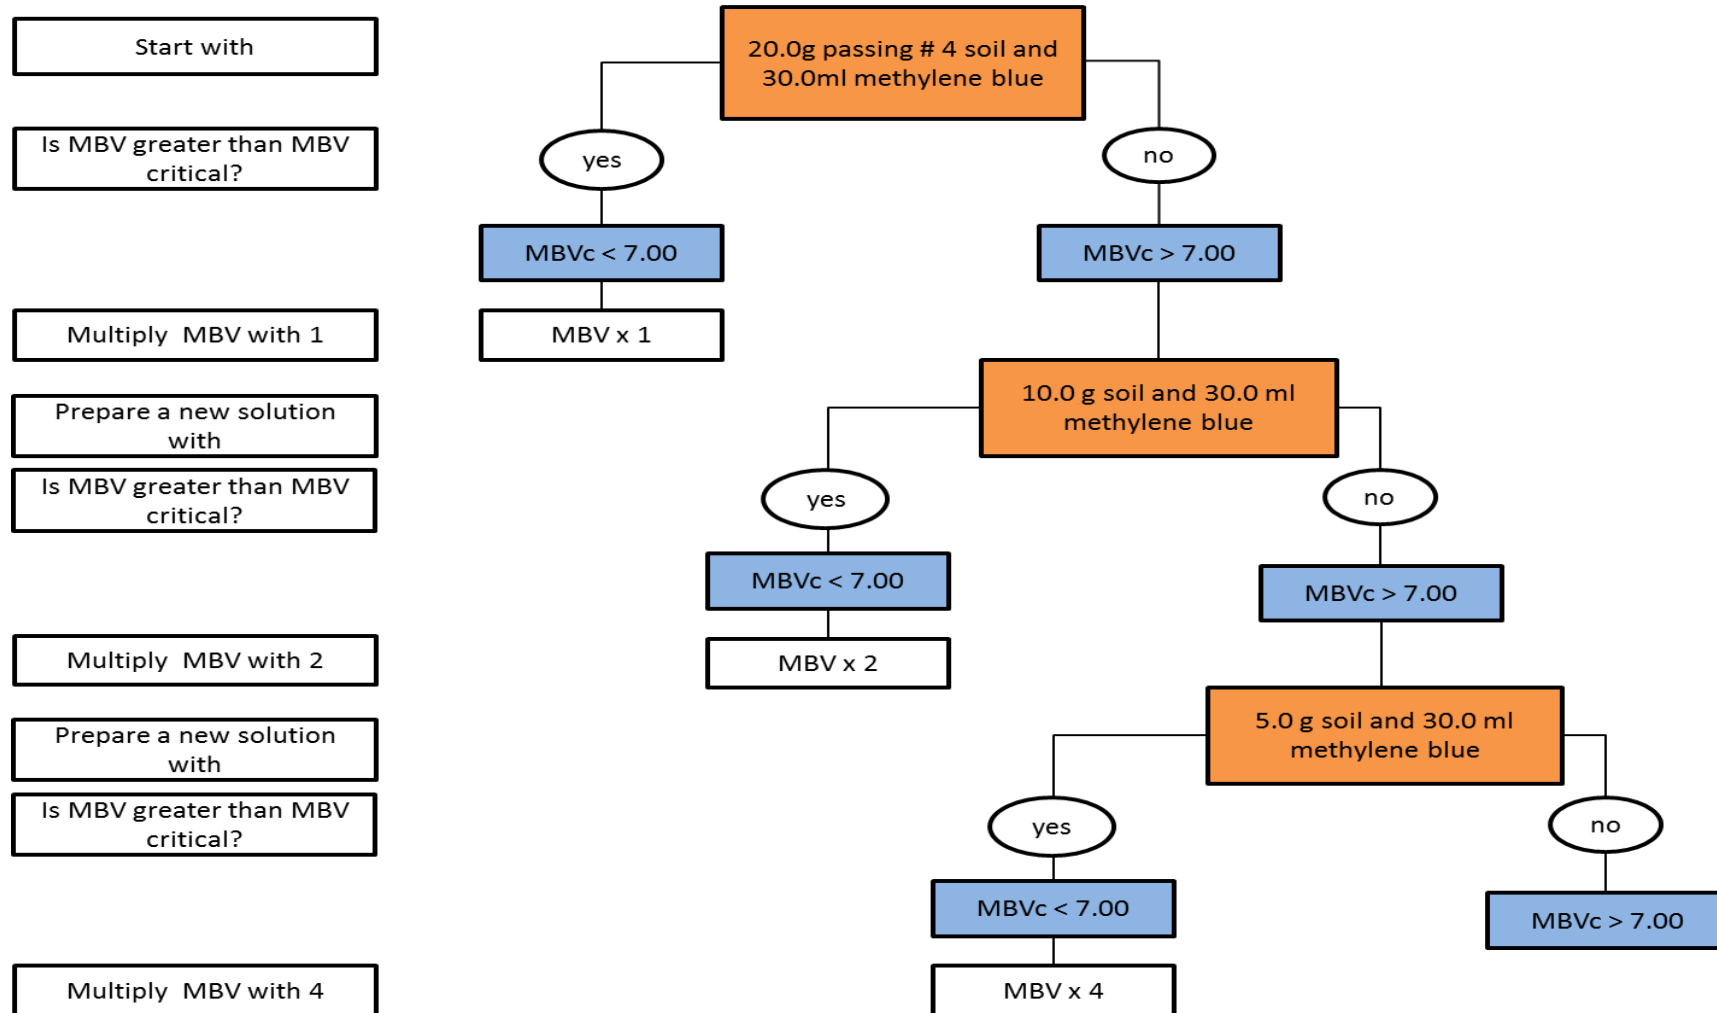 Start with
20.0g passing # 4 soil and
30.0ml methylene blue
Is MBV greater than MBV
critical?
yes
no
MBVc < 7.00
MBVc > 7.00
Multiply  MBV with 1
MBV x 1
10.0 g soil and 30.0 ml
methylene blue
Prepare a new solution
with
Is MBV greater than MBV
critical?
yes
no
MBVc < 7.00
MBVc > 7.00
Multiply  MBV with 2
MBV x 2
5.0 g soil and 30.0 ml
methylene blue
Prepare a new solution
with
Is MBV greater than MBV
critical?
yes
no
MBVc < 7.00
MBVc > 7.00
Multiply  MBV with 4
MBV x 4